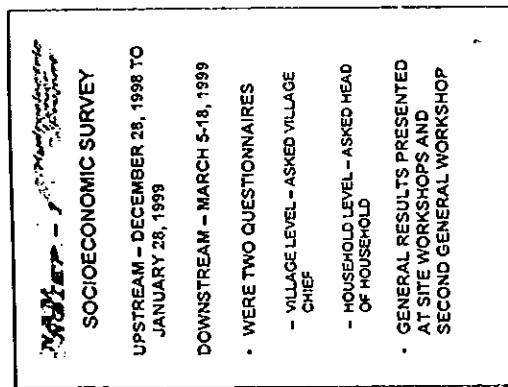 SOCIOECONOMIC SURVEY
UPSTREAM – DECEMBER 28, 1998 TO
JANUARY 28, 1999
DOWNSTREAM – MARCH 5-18, 1999
• WERE TWO QUESTIONNAIRES
– VILLAGE LEVEL – ASKED VILLAGE
CHIEF
– HOUSEHOLD LEVEL – ASKED HEAD
OF HOUSEHOLD
• GENERAL RESULTS PRESENTED
AT SITE WORKSHOPS AND
SECOND GENERAL WORKSHOP